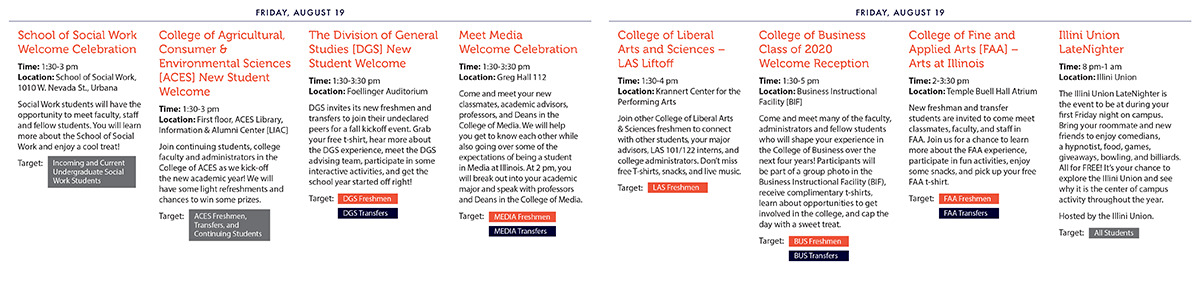 FRIDAY, AUGUST 19
School of Social Work
Welcome Celebration
Time: 1:30-3 pm
Location: School of Social Work,
1010 W. Nevada St., Urbana
Social Work students will have the
opportunity to meet faculty, staff
and fellow students. You will learn
more about the School of Social
Work and enjoy a cool treat!
Target: Incoming and Current
Undergraduate Social
Work Students
College of Agricultural,
Consumer &
Environmental Sciences
[ACES] New Student
Welcome
Time: 1:30-3 pm
Location: First floor, ACES Library,
Information & Alumni Center [LIAC]
Join continuing students, college
faculty and administrators in the
College of ACES as we kick-off
the new academic year! We will
have some light refreshments and
chances to win some prizes.
Target: ACES Freshmen,
Transfers, and
Continuing Students
The Division of General
Studies [DGS] New
Student Welcome
Time: 1:30-3:30 pm
Location: Foellinger Auditorium
DGS invites its new freshmen and
transfers to join their undeclared
peers for a fall kickoff event. Grab
your free t-shirt, hear more about
the DGS experience, meet the DGS
advising team, participate in some
interactive activities, and get the
school year started off right!
Target: DGS Freshmen
DGS Transfers
Meet Media
Welcome Celebration
Time: 1:30-3:30 pm
Location: Greg Hall 112
Come and meet your new
classmates, academic advisors,
professors, and Deans in the
College of Media. We will help
you get to know each other while
also going over some of the
expectations of being a student
in Media at Illinois. At 2 pm, you
will break out into your academic
major and speak with professors
and Deans in the College of Media.
Target: MEDIA Freshmen
MEDIA Transfers
FRIDAY, AUGUST 19
College of Liberal
Arts and Sciences –
LAS Liftoff
Time: 1:30-4 pm
Location: Krannert Center for the
Performing Arts
Join other College of Liberal Arts
& Sciences freshmen to connect
with other students, your major
advisors, LAS 101/122 interns, and
college administrators. Don't miss
free T-shirts, snacks, and live music.
Target: LAS Freshmen
College of Business
Class of 2020
Welcome Reception
Time: 1:30-5 pm
Location: Business Instructional
Facility [BIF]
Come and meet many of the faculty,
administrators and fellow students
who will shape your experience in
the College of Business over the
next four years! Participants will
be part of a group photo in the
Business Instructional Facility (BIF),
receive complimentary t-shirts,
learn about opportunities to get
involved in the college, and cap the
day with a sweet treat.
Target: BUS Freshmen
BUS Transfers
College of Fine and
Applied Arts [FAA] –
Arts at Illinois
Time: 2-3:30 pm
Location: Temple Buell Hall Atrium
New freshman and transfer
students are invited to come meet
classmates, faculty, and staff in
FAA. Join us for a chance to learn
more about the FAA experience,
participate in fun activities, enjoy
some snacks, and pick up your free
FAA t-shirt.
Target: FAA Freshmen
FAA Transfers
Illini Union
LateNighter
Time: 8 pm-1 am
Location: Illini Union
The Illini Union LateNighter is
the event to be at during your
first Friday night on campus.
Bring your roommate and new
friends to enjoy comedians,
a hypnotist, food, games,
giveaways, bowling, and billiards.
All for FREE! It's your chance to
explore the Illini Union and see
why it is the center of campus
activity throughout the year.
Hosted by the Illini Union.
Target: All Students